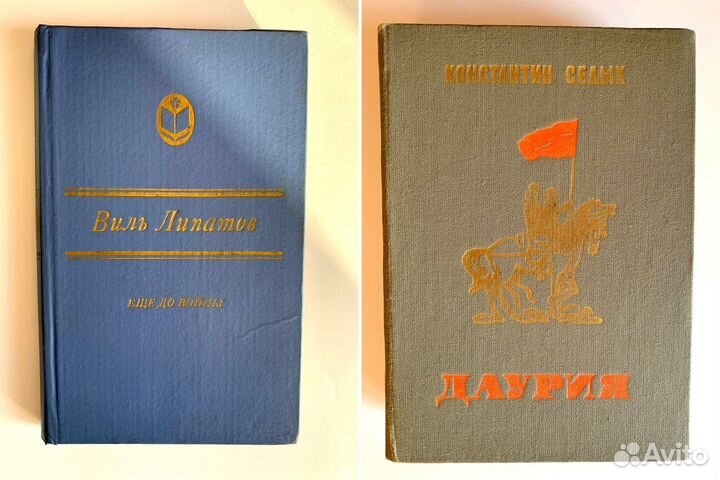 Виль Липатов
ЕЩЕ ДО ВОЙНЫ
КОНСТАНТИН СЕДЫХ
ДАУРИЯ
Avito